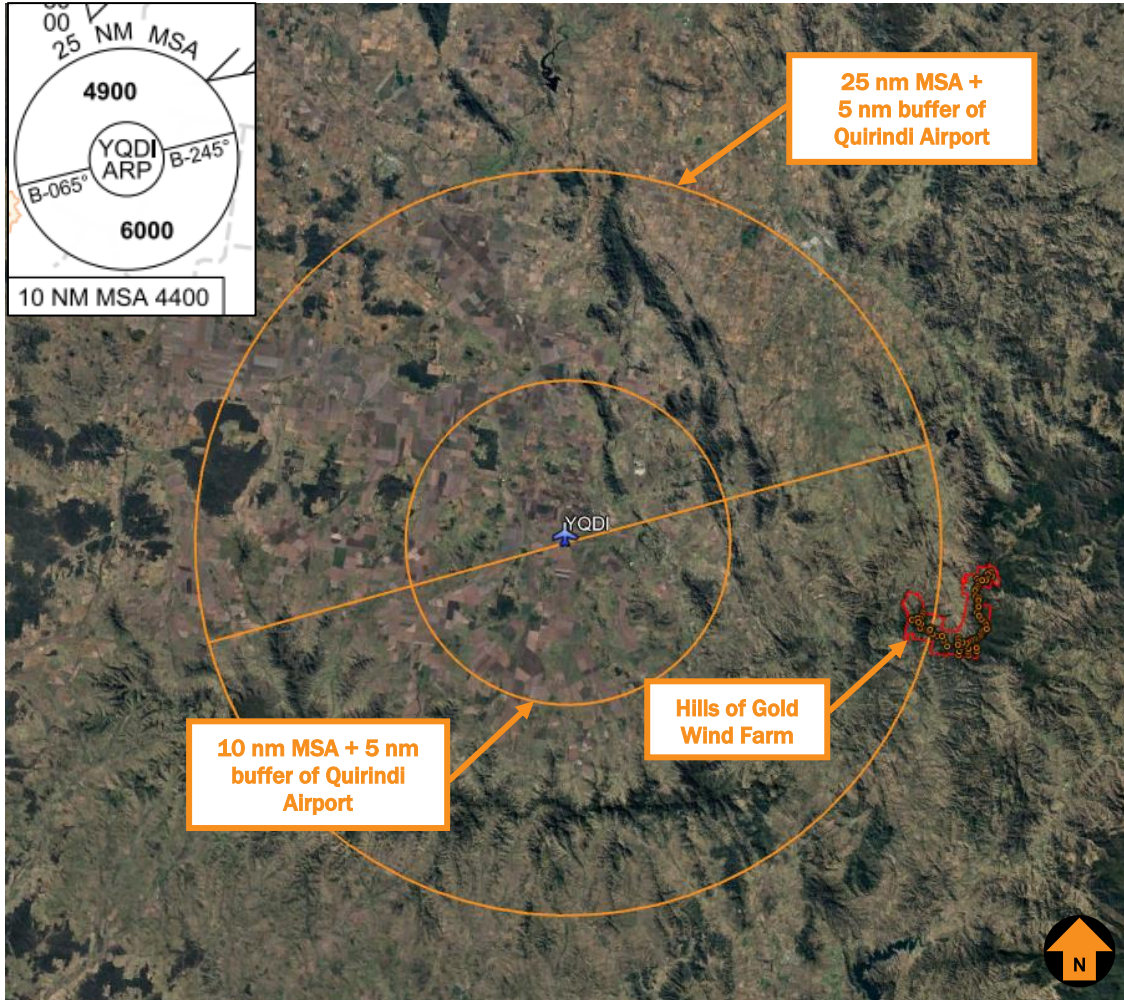 00
25 NM MSA
4900
YQDI
ARP
B-245°
B-065°
6000
10 NM MSA 4400
25 nm MSA +
5 nm buffer of
Quirindi Airport
YQDI
Hills of Gold
Wind Farm
10 nm MSA + 5 nm
buffer of Quirindi
Airport
N